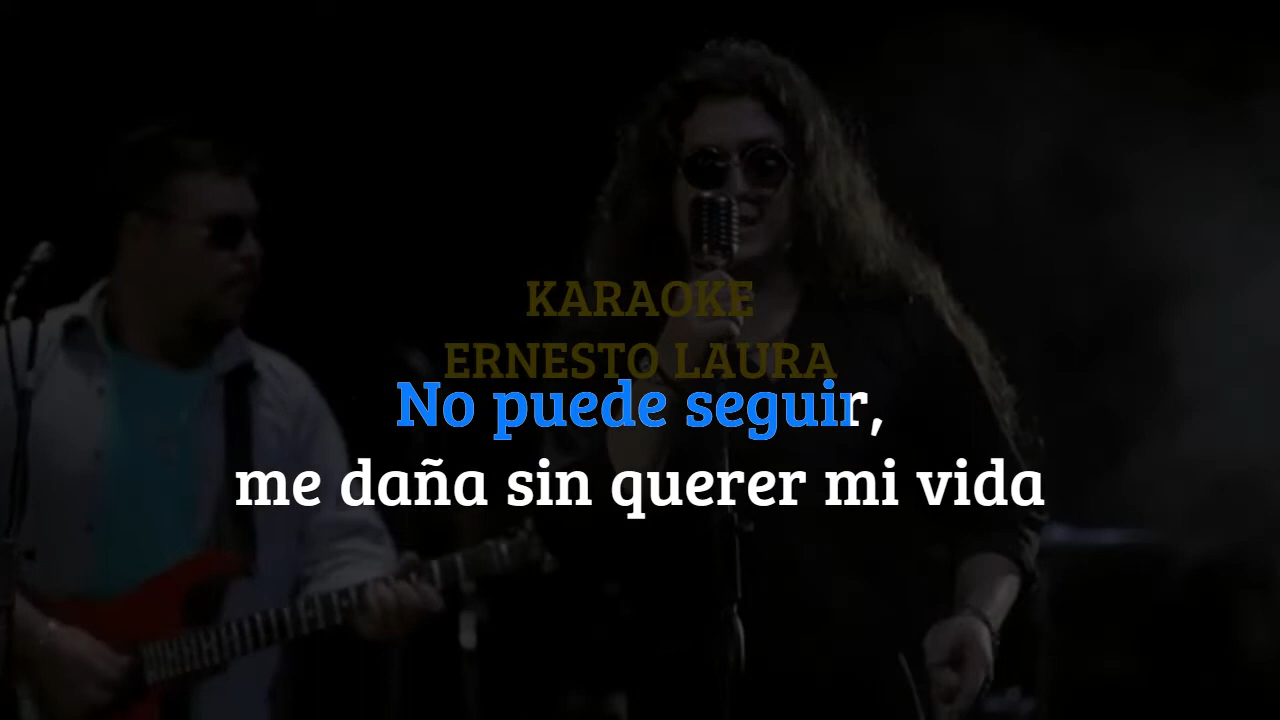 KARAOKE
ERNESTO LAURA
No puede seguir,
me daña sin querer mi vida